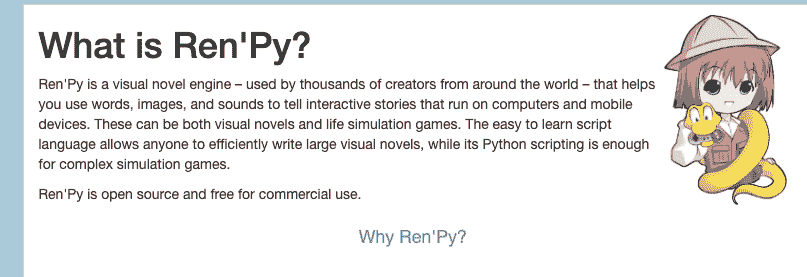 What is Ren'Py?
Ren'Py is a visual novel engine – used by thousands of creators from around the world – that helps
you use words, images, and sounds to tell interactive stories that run on computers and mobile
devices. These can be both visual novels and life simulation games. The easy to learn script
language allows anyone to efficiently write large visual novels, while its Python scripting is enough
for complex simulation games.
Ren'Py is open source and free for commercial use.
Why Ren'Py?